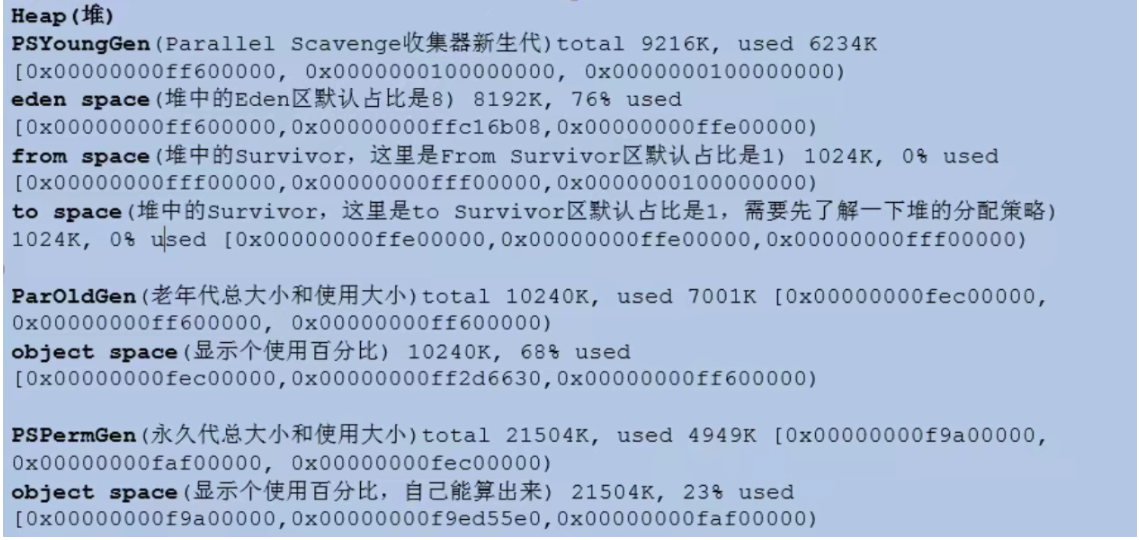 Heap(堆)
PSYoungGen(Parallel Scavenge收集器新生代)total 9216K, used 6234K
[0x00000000ff600000, 0x0000000100000000, 0x0000000100000000)
eden space(堆中的Eden区默认占比是8) 8192K, 76% used
[0x00000000ff600000,0x00000000ffc16b08,0x00000000ffe00000)
from space(堆中的Survivor，这里是From Survivor区默认占比是1) 1024K, 0% used
[0x00000000fff00000,0x00000000fff00000,0x0000000100000000)
to space(堆中的Survivor，这里是to Survivor区默认占比是1，需要先了解一下堆的分配策略)
1024K, 0% used [0x00000000ffe00000,0x00000000ffe00000,0x00000000fff00000)
ParOldGen(老年代总大小和使用大小)total 10240K, used 7001K [0x00000000fec00000,
0x00000000ff600000, 0x00000000ff600000)
object space(显示个使用百分比) 10240K, 68% used
[0x00000000fec00000,0x00000000ff2d6630,0x00000000ff600000)
PSPermGen(永久代总大小和使用大小)total 21504K, used 4949K [0x00000000f9a00000,
0x00000000faf00000, 0x00000000fec00000)
object space(显示个使用百分比，自己能算出来) 21504K, 23% used
[0x00000000f9a00000,0x00000000f9ed55e0,0x00000000faf00000)